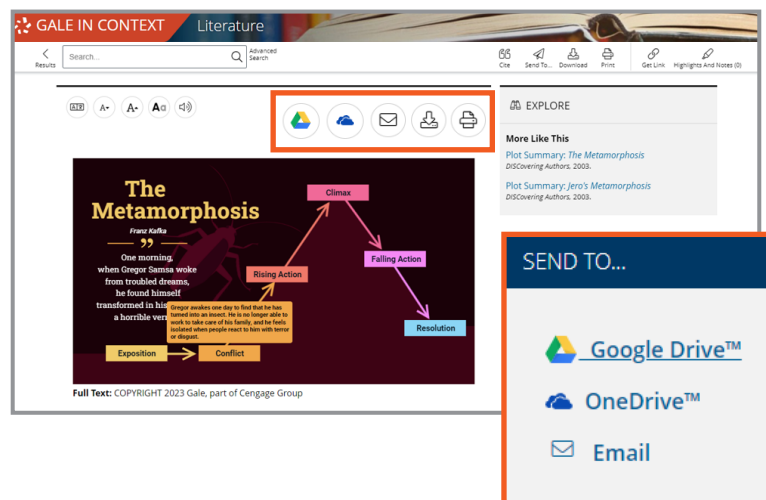 GALE IN CONTEXT Literature
Results
Search...
Advanced
Search
Cite Send To... Download Print Get Link Highlights And Notes (0)
A+ A- Aa
EXPLORE
More Like This
Plot Summary: The Metamorphosis
DISCovering Authors, 2003.
Plot Summary: Jero's Metamorphosis
DISCovering Authors, 2003.
The
Metamorphosis
Franz Kafka
One morning,
when Gregor Samsa woke
from troubled dreams,
he found himself
transformed in his
a horrible
Exposition
Conflict
Gregor awakes one day to find that he has
turned into an insect. He is no longer able to
work to take care of his family, and he feels
isolated when people react to him with terror
or disgust.
Rising Action
Climax
Falling Action
Resolution
Full Text: COPYRIGHT 2023 Gale, part of Cengage Group
SEND TO...
Google Drive™
OneDrive™
Email